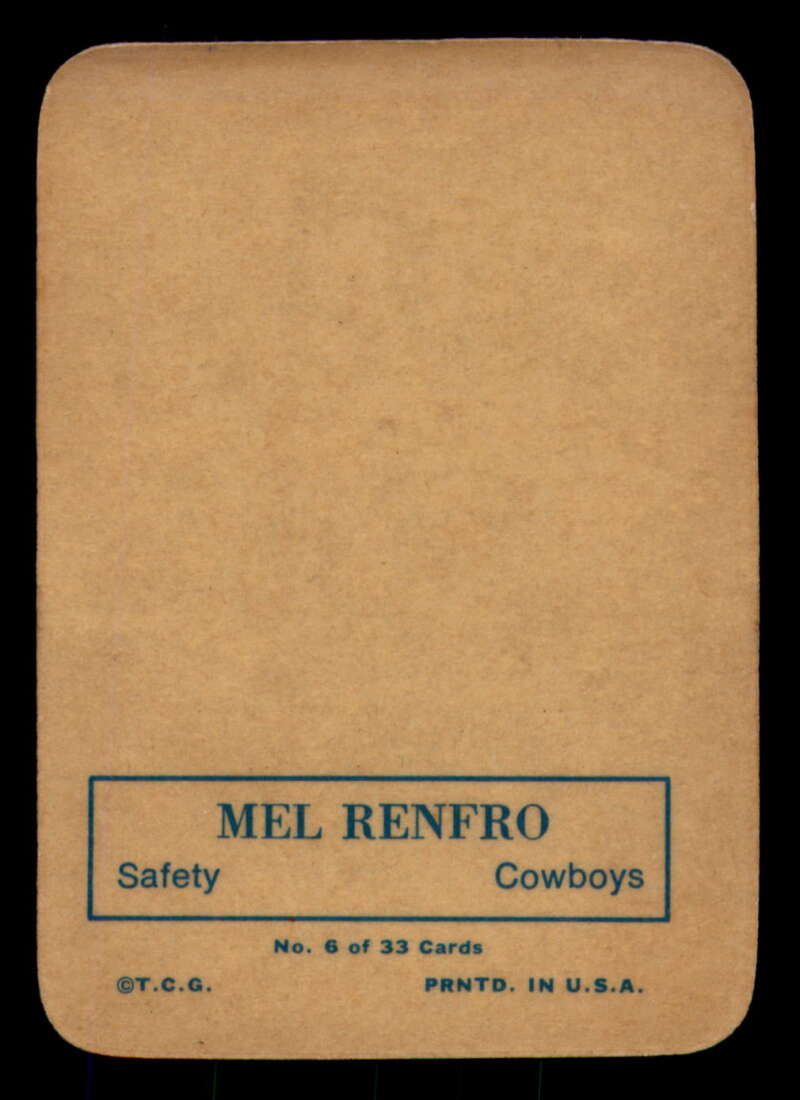 MEL RENFRO
Safety Cowboys
No. 6 of 33 Cards
©T.C.G. PRNTD. IN U.S.A.